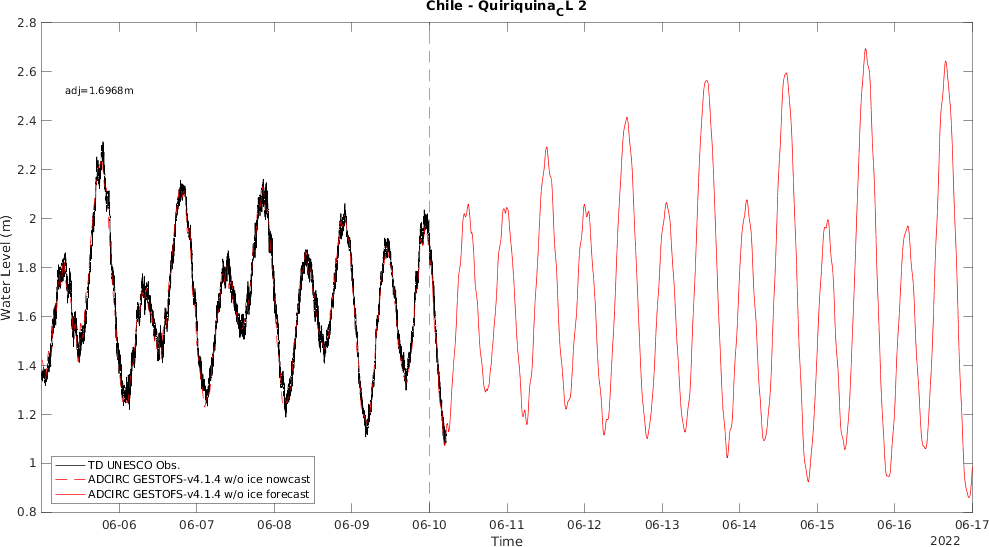 Chile - Quiriquina_CL 2
2.8
2.6
2.4
2.2
2
1.8
1.6
1.4
1.2
1
0.8
Water Level (m)
adj=1.6968m
TD UNESCO Obs.
ADCIRC GESTOFS-v4.1.4 w/o ice nowcast
ADCIRC GESTOFS-v4.1.4 w/o ice forecast
06-06 06-07 06-08 06-09 06-10 06-11 06-12 06-13 06-14 06-15 06-16 06-17
Time
2022